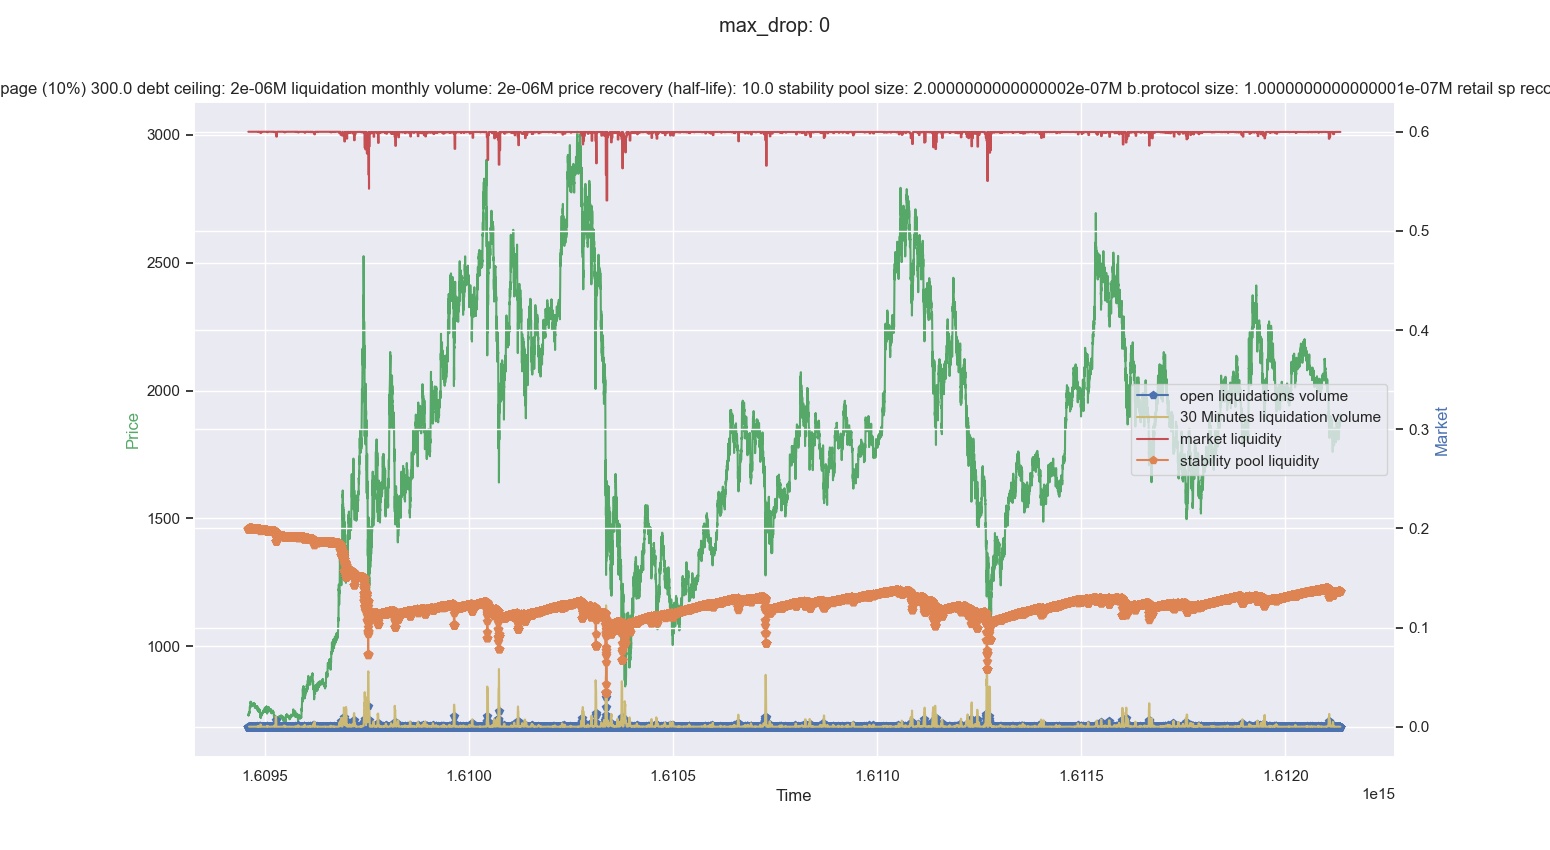 max_drop: 0
page (10%) 300.0 debt ceiling: 2e-06M liquidation monthly volume: 2e-06M price recovery (half-life): 10.0 stability pool size: 2.0000000000000002e-07M b.protocol size: 1.0000000000000001e-07M retail sp reco
3000
2500
2000
1500
1000
Price
0.6
0.5
0.4
0.3
0.2
0.1
0.0
Market
open liquidations volume
30 Minutes liquidation volume
market liquidity
stability pool liquidity
1.6095 1.6100 1.6105 1.6110 1.6115 1.6120
Time
1e15